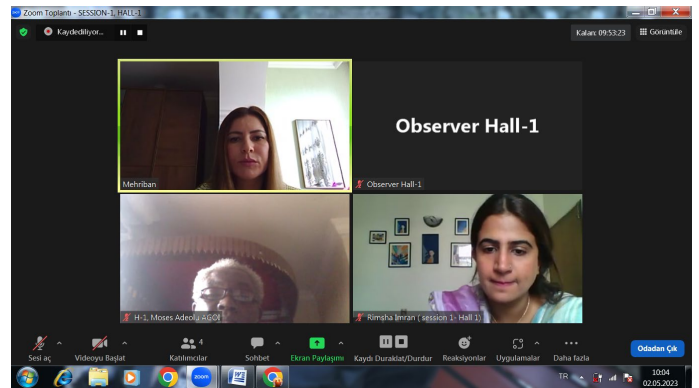 Zoom Toplantı - SESSION-1, HALL-1
Kaydediliyor...
Kalan: 09:53:23
Görüntüle
Mehriban
Observer Hall-1
Observer Hall-1
H-1, Moses Adeolu AGOI
Rimsha Imran ( session 1- Hall 1)
Sesi aç
Videoyu Başlat
4
Katılımcılar
Sohbet
Ekran Paylaşımı
Kaydı Duraklat/Durdur
Reaksiyonlar
Uygulamalar
Daha fazla
Odadan Çık
zoom
W
TR
10:04
02.05.2023